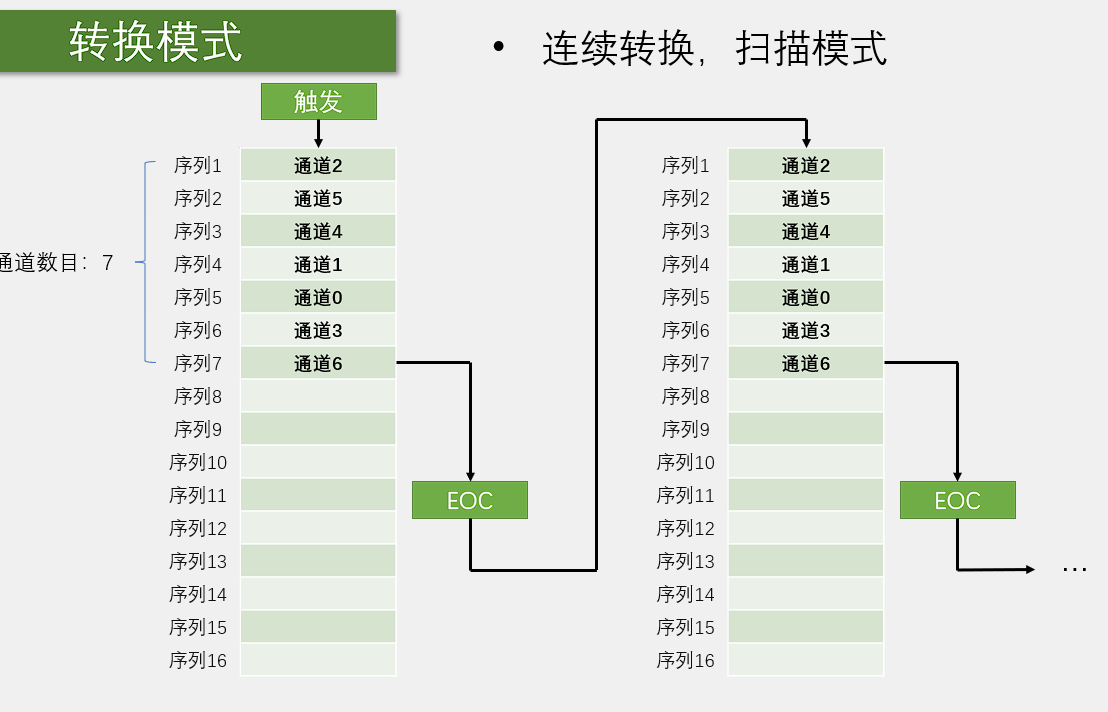 转换模式
• 连续转换，扫描模式
触发
通道数目：7
序列1 通道2
序列2 通道5
序列3 通道4
序列4 通道1
序列5 通道0
序列6 通道3
序列7 通道6
序列8
序列9
序列10
序列11
序列12
序列13
序列14
序列15
序列16
EOC
序列1 通道2
序列2 通道5
序列3 通道4
序列4 通道1
序列5 通道0
序列6 通道3
序列7 通道6
序列8
序列9
序列10
序列11
序列12
序列13
序列14
序列15
序列16
EOC
…